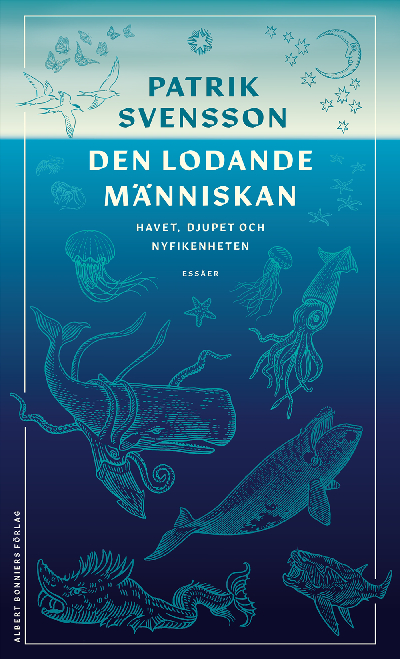 PATRIK
SVENSSON
DEN LODANDE
MÄNNISKAN
HAVET, DJUPET OCH
NYFIKENHETEN
ESSÄER
ALBERT BONNIERS FÖRLAG